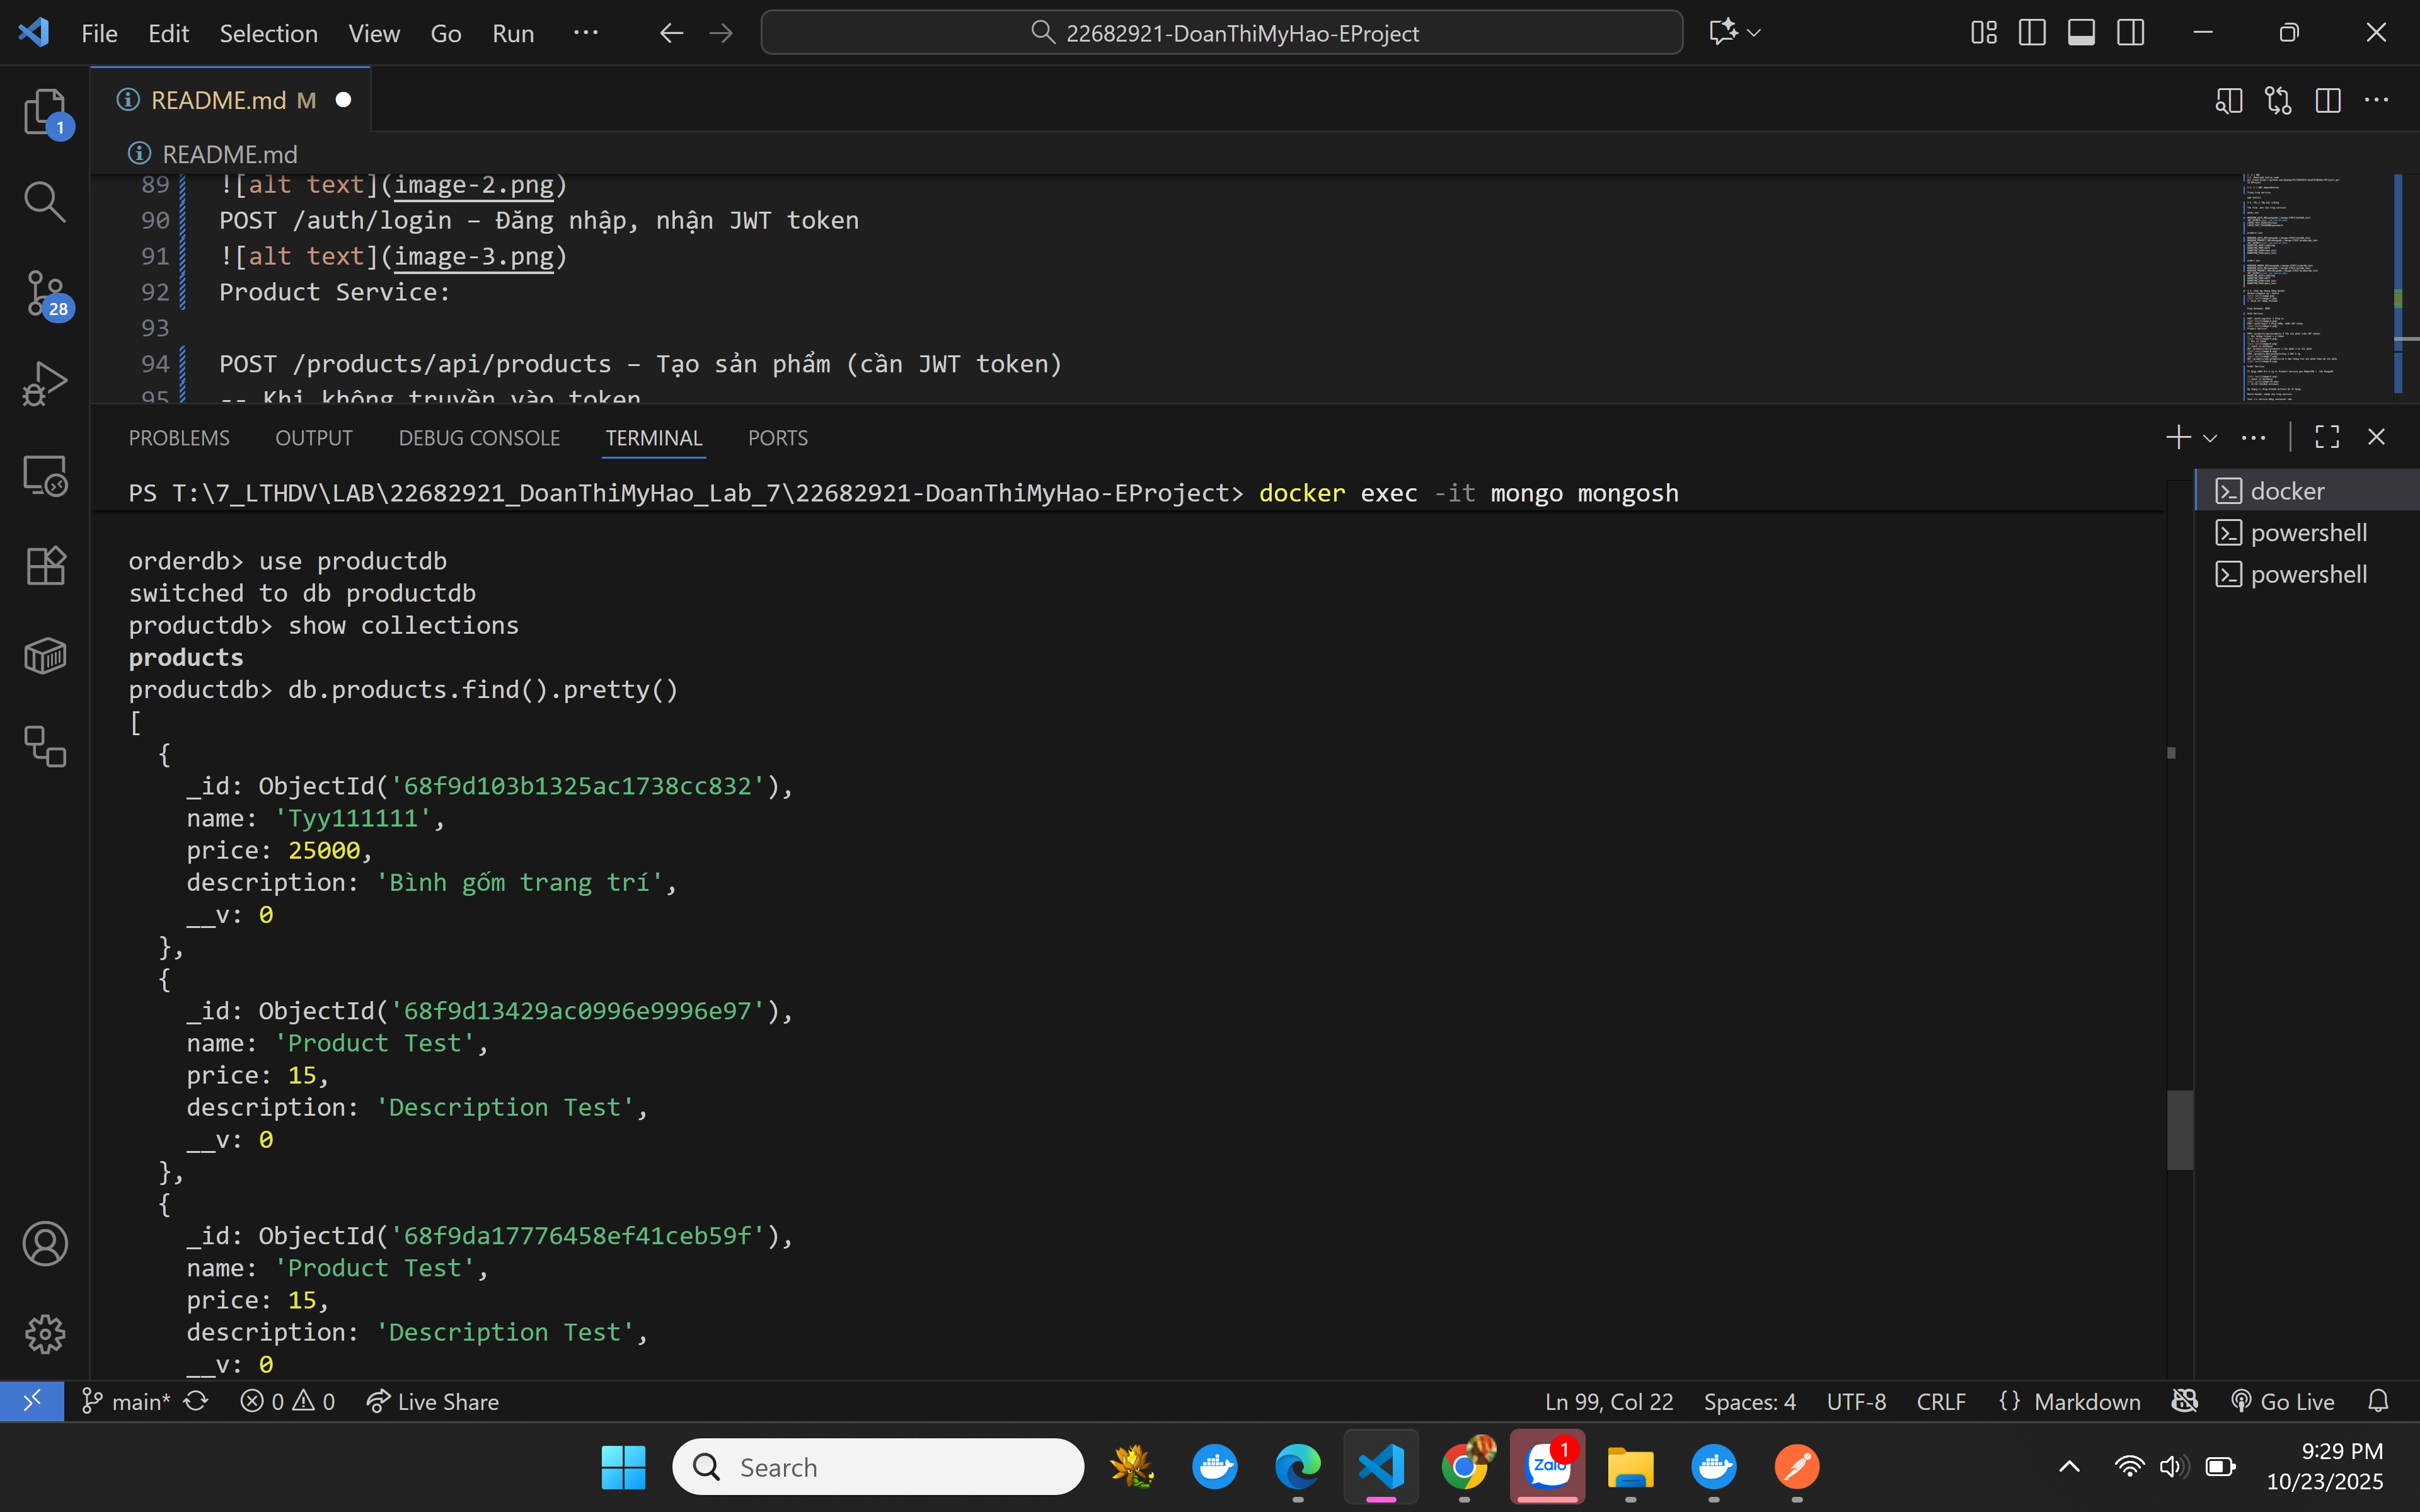 File Edit Selection View Go Run ··· 22682921-DoanThiMyHao-EProject
README.md M
1
README.md
28
89 ![alt text](image-2.png)
90 POST /auth/login – Đăng nhập, nhận JWT token
91 ![alt text](image-3.png)
92 Product Service:
93
94 POST /products/api/products – Tạo sản phẩm (cần JWT token)
95 -- Khi không truyền vào token
PROBLEMS OUTPUT DEBUG CONSOLE TERMINAL PORTS
PS T:\7_LTHDV\LAB\22682921_DoanThiMyHao_Lab_7\22682921-DoanThiMyHao-EProject> docker exec -it mongo mongosh
docker
powershell
powershell
orderdb> use productdb
switched to db productdb
productdb> show collections
products
productdb> db.products.find().pretty()
[
{
_id: ObjectId('68f9d103b1325ac1738cc832'),
name: 'Tyy111111',
price: 25000,
description: 'Bình gốm trang trí',
__v: 0
},
{
_id: ObjectId('68f9d13429ac0996e9996e97'),
name: 'Product Test',
price: 15,
description: 'Description Test',
__v: 0
},
{
_id: ObjectId('68f9da17776458ef41ceb59f'),
name: 'Product Test',
price: 15,
description: 'Description Test',
__v: 0
main* 0 0 Live Share Ln 99, Col 22 Spaces: 4 UTF-8 CRLF {} Markdown Go Live
Search
Zalo 1
9:29 PM
10/23/2025